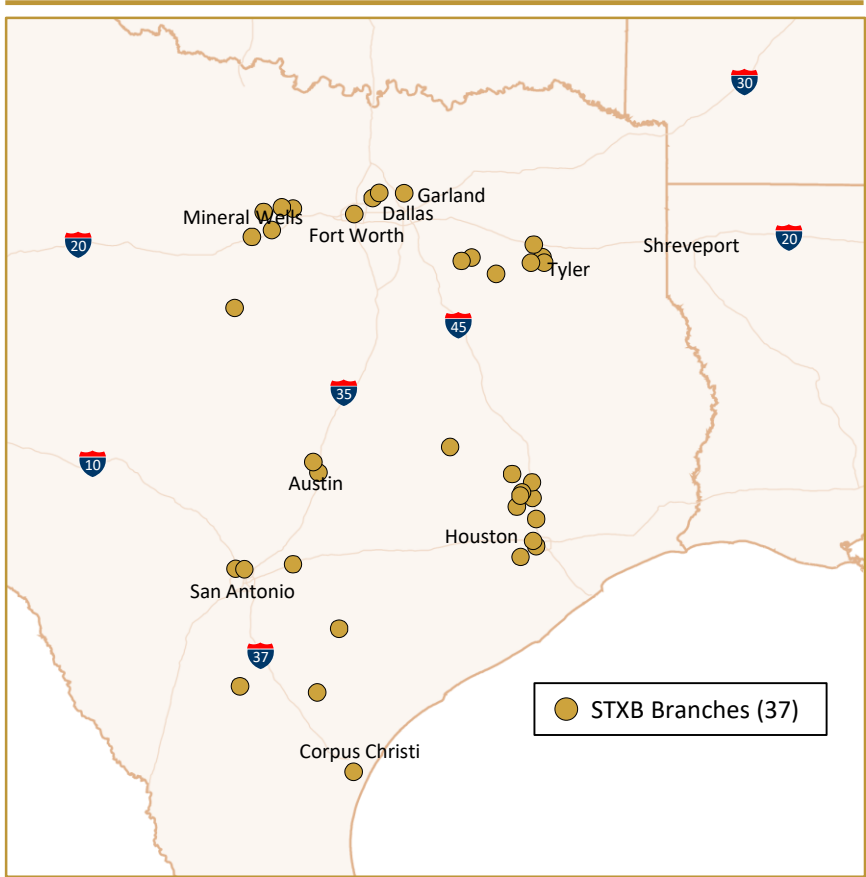 30
Garland
Mineral Wells
Dallas
Fort Worth
20
Shreveport
20
Tyler
45
35
10
Austin
Houston
San Antonio
37
STXB Branches (37)
Corpus Christi